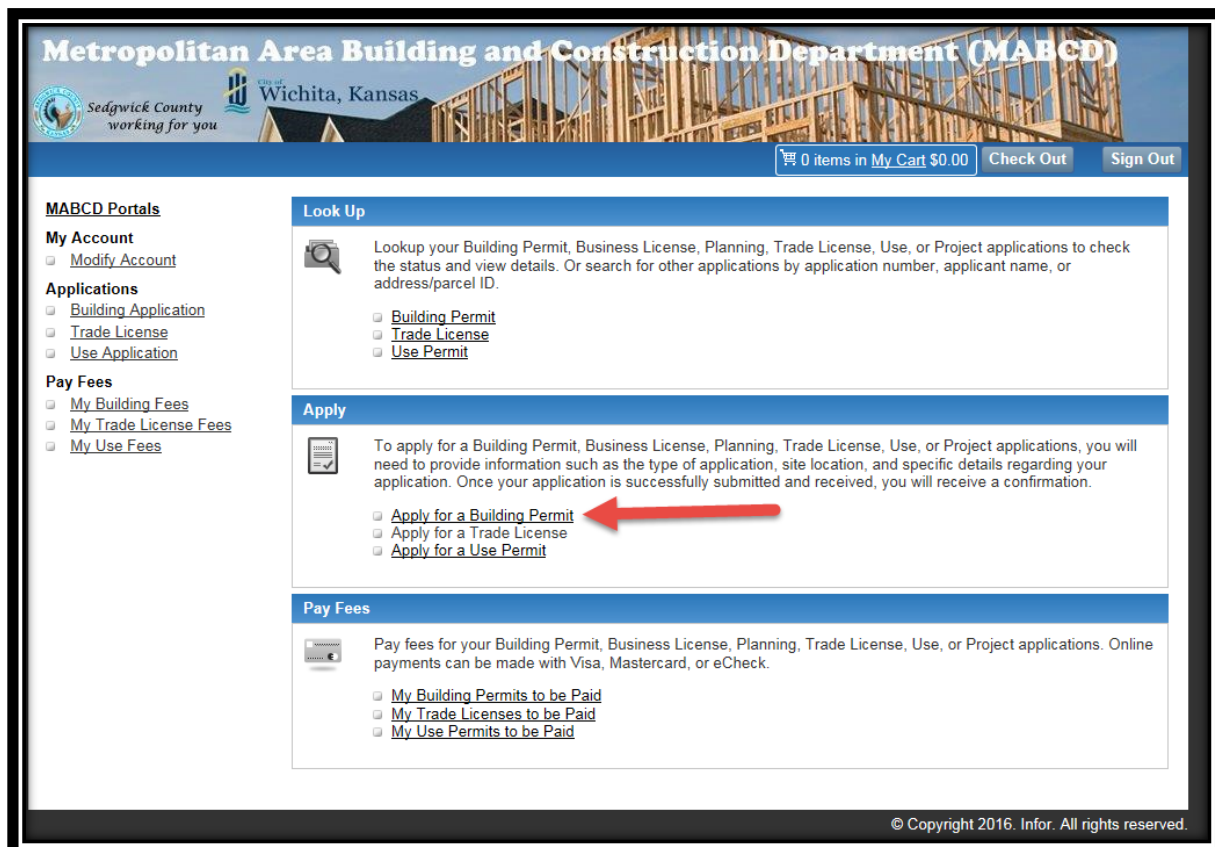 Metropolitan Area Building and Construction Department (MABCD)
Sedgwick County
working for you
City of
Wichita, Kansas
0 items in My Cart $0.00
Check Out
Sign Out
MABCD Portals
My Account
Modify Account
Applications
Building Application
Trade License
Use Application
Pay Fees
My Building Fees
My Trade License Fees
My Use Fees
Look Up
Lookup your Building Permit, Business License, Planning, Trade License, Use, or Project applications to check
the status and view details. Or search for other applications by application number, applicant name, or
address/parcel ID.
Building Permit
Trade License
Use Permit
Apply
To apply for a Building Permit, Business License, Planning, Trade License, Use, or Project applications, you will
need to provide information such as the type of application, site location, and specific details regarding your
application. Once your application is successfully submitted and received, you will receive a confirmation.
Apply for a Building Permit
Apply for a Trade License
Apply for a Use Permit
Pay Fees
Pay fees for your Building Permit, Business License, Planning, Trade License, Use, or Project applications. Online
payments can be made with Visa, Mastercard, or eCheck.
My Building Permits to be Paid
My Trade Licenses to be Paid
My Use Permits to be Paid
© Copyright 2016. Infor. All rights reserved.